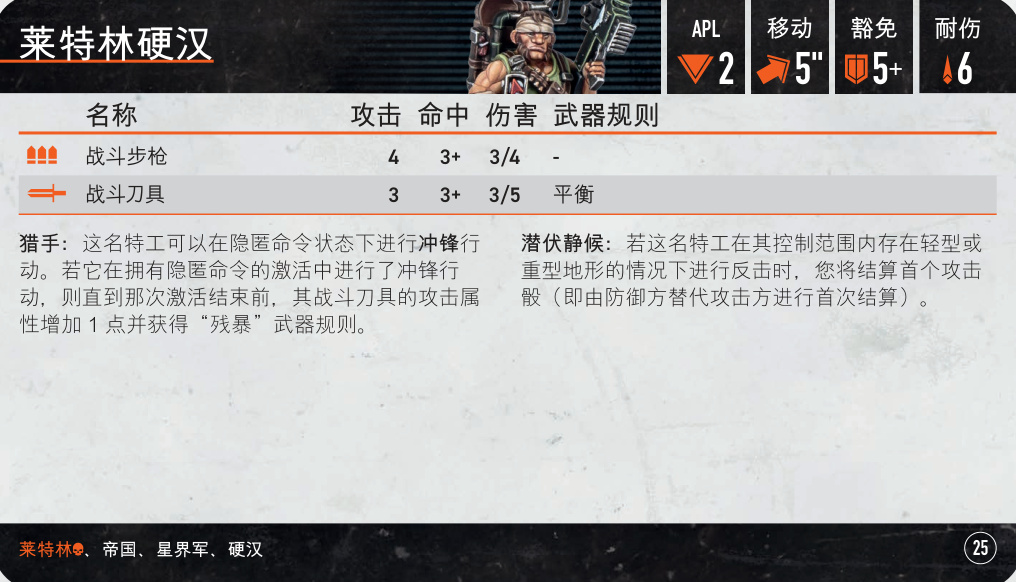 莱特林硬汉
APL 移动 豁免 耐伤
2 5" 5+ 6
名称 攻击 命中 伤害 武器规则
战斗步枪 4 3+ 3/4 -
战斗刀具 3 3+ 3/5 平衡
猎手：这名特工可以在隐匿命令状态下进行冲锋行
动。若它在拥有隐匿命令的激活中进行了冲锋行
动，则直到那次激活结束前，其战斗刀具的攻击属
性增加 1 点并获得“残暴”武器规则。
潜伏静候：若这名特工在其控制范围内存在轻型或
重型地形的情况下进行反击时，您将结算首个攻击
骰（即由防御方替代攻击方进行首次结算）。
莱特林、帝国、星界军、硬汉
25